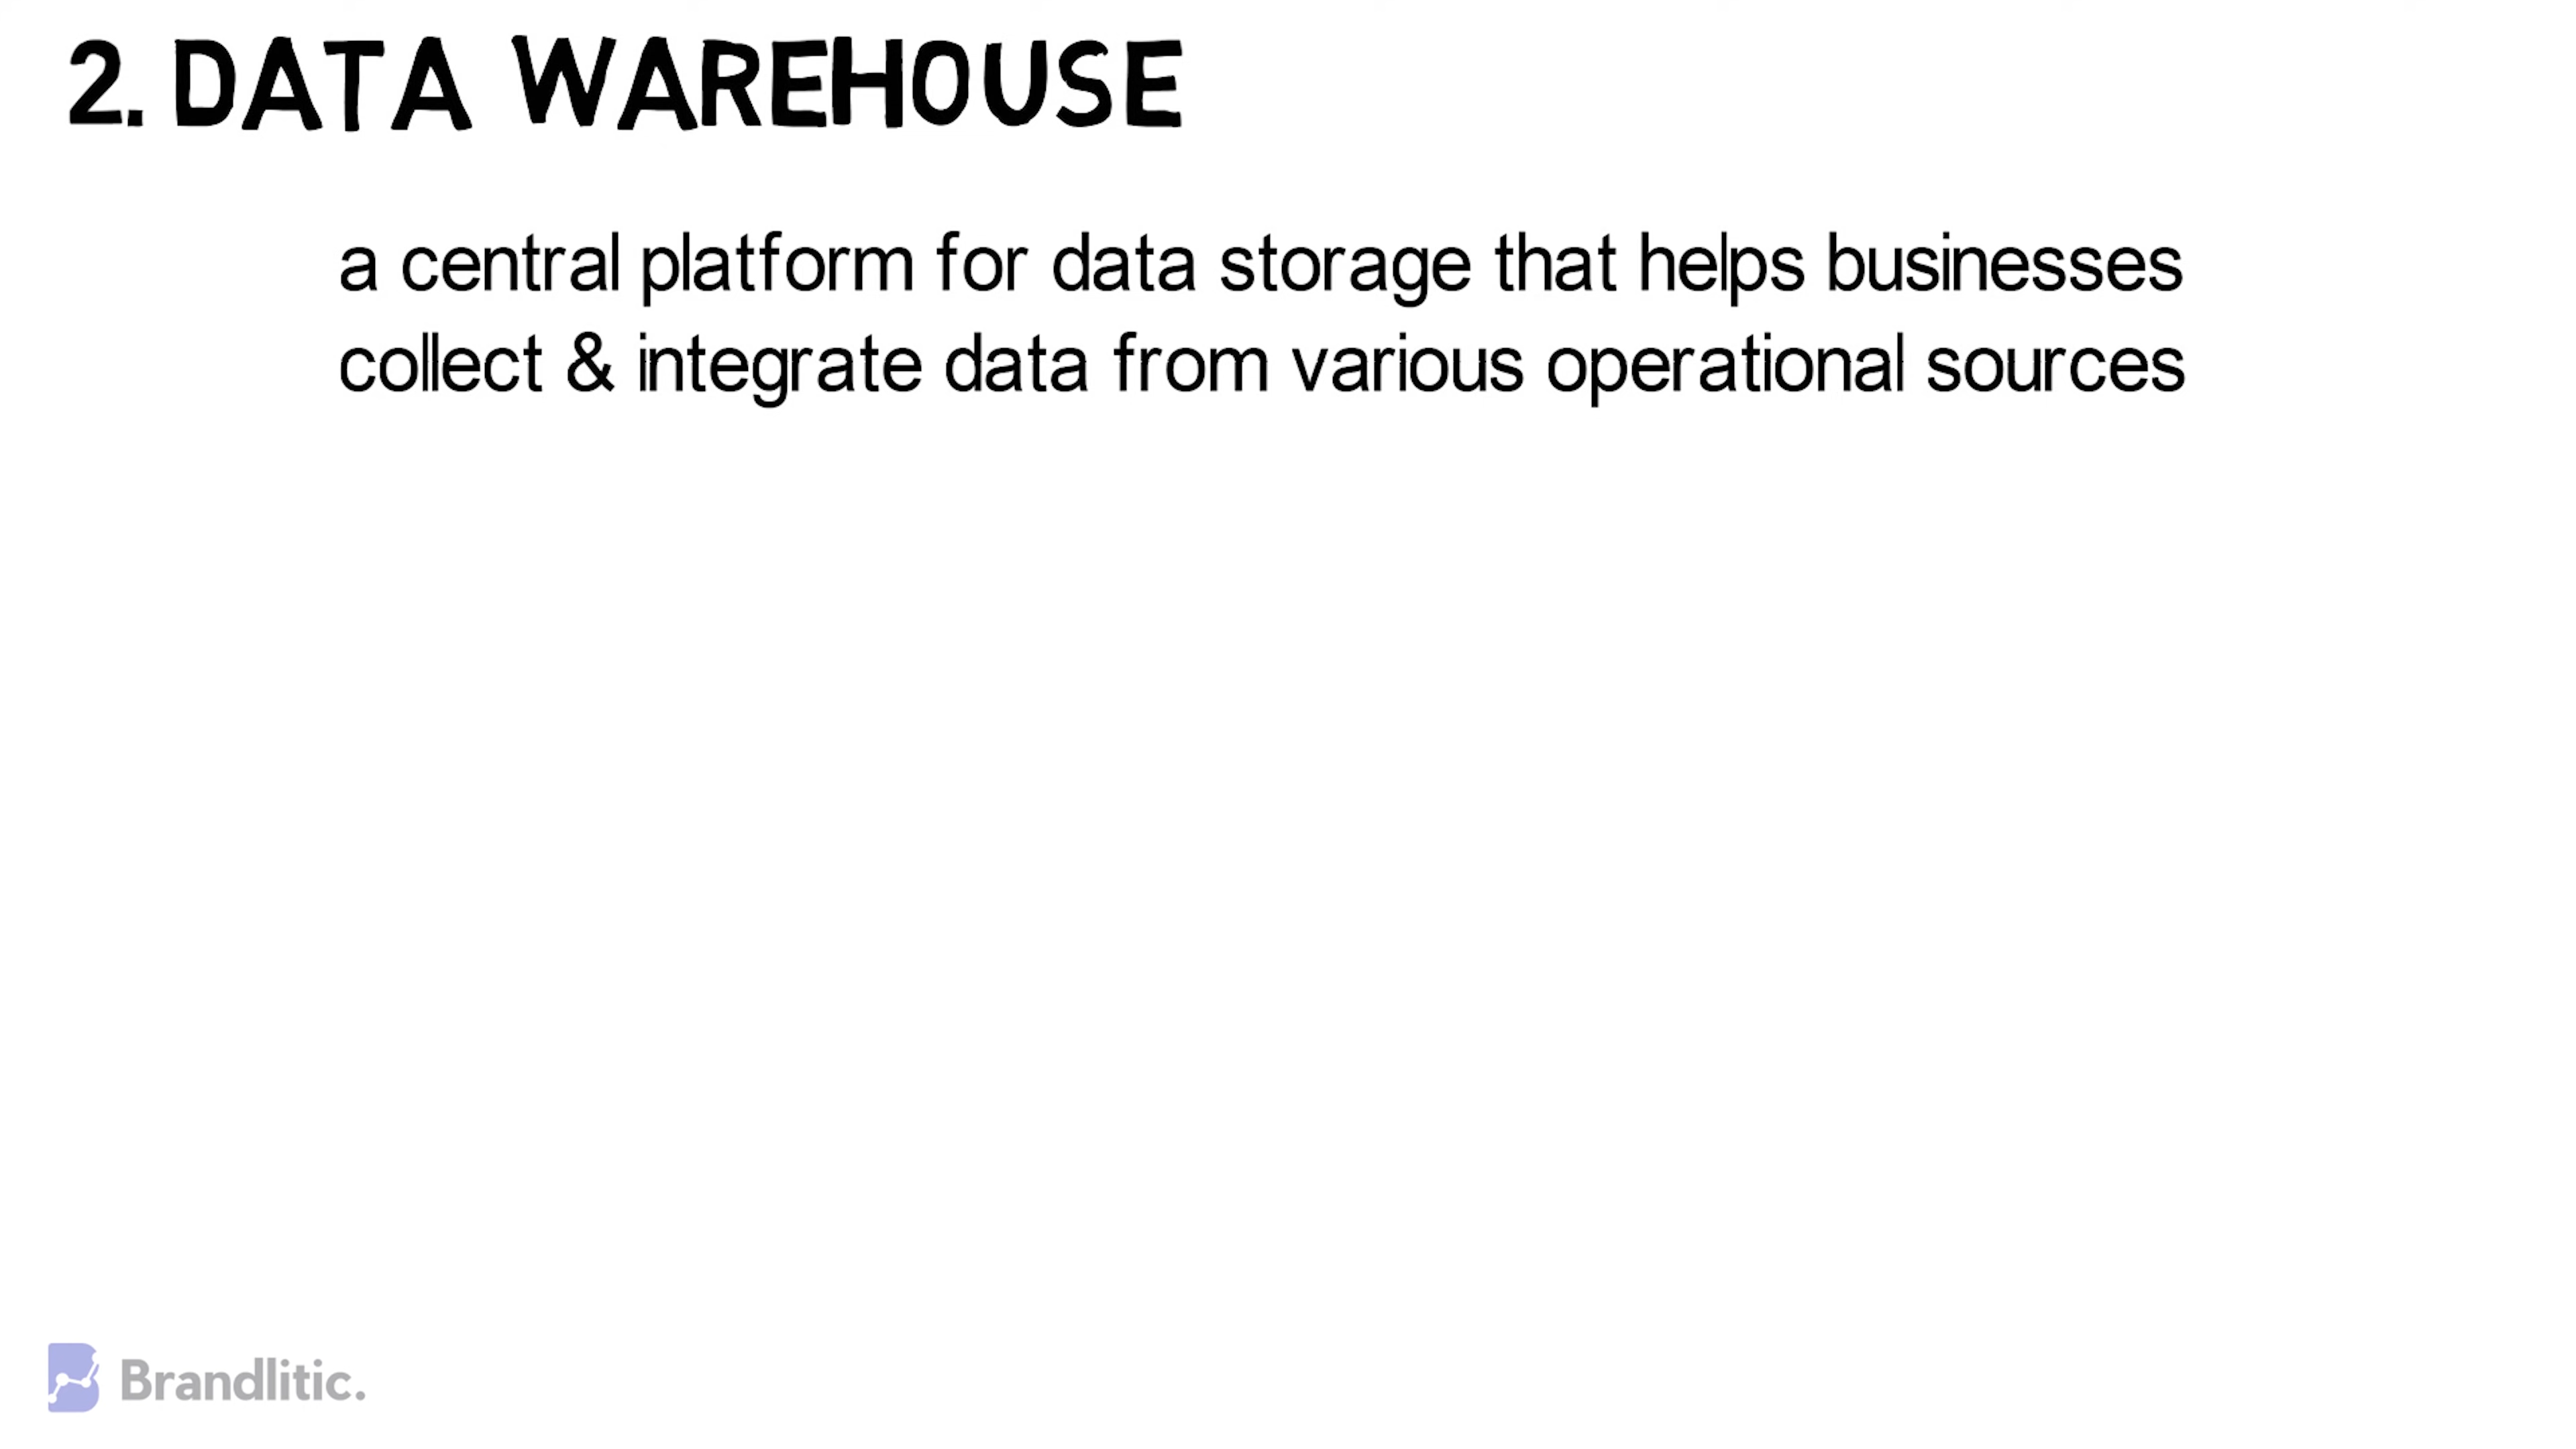 2. DATA WAREHOUSE
a central platform for data storage that helps businesses
collect & integrate data from various operational sources
Brandlitic.